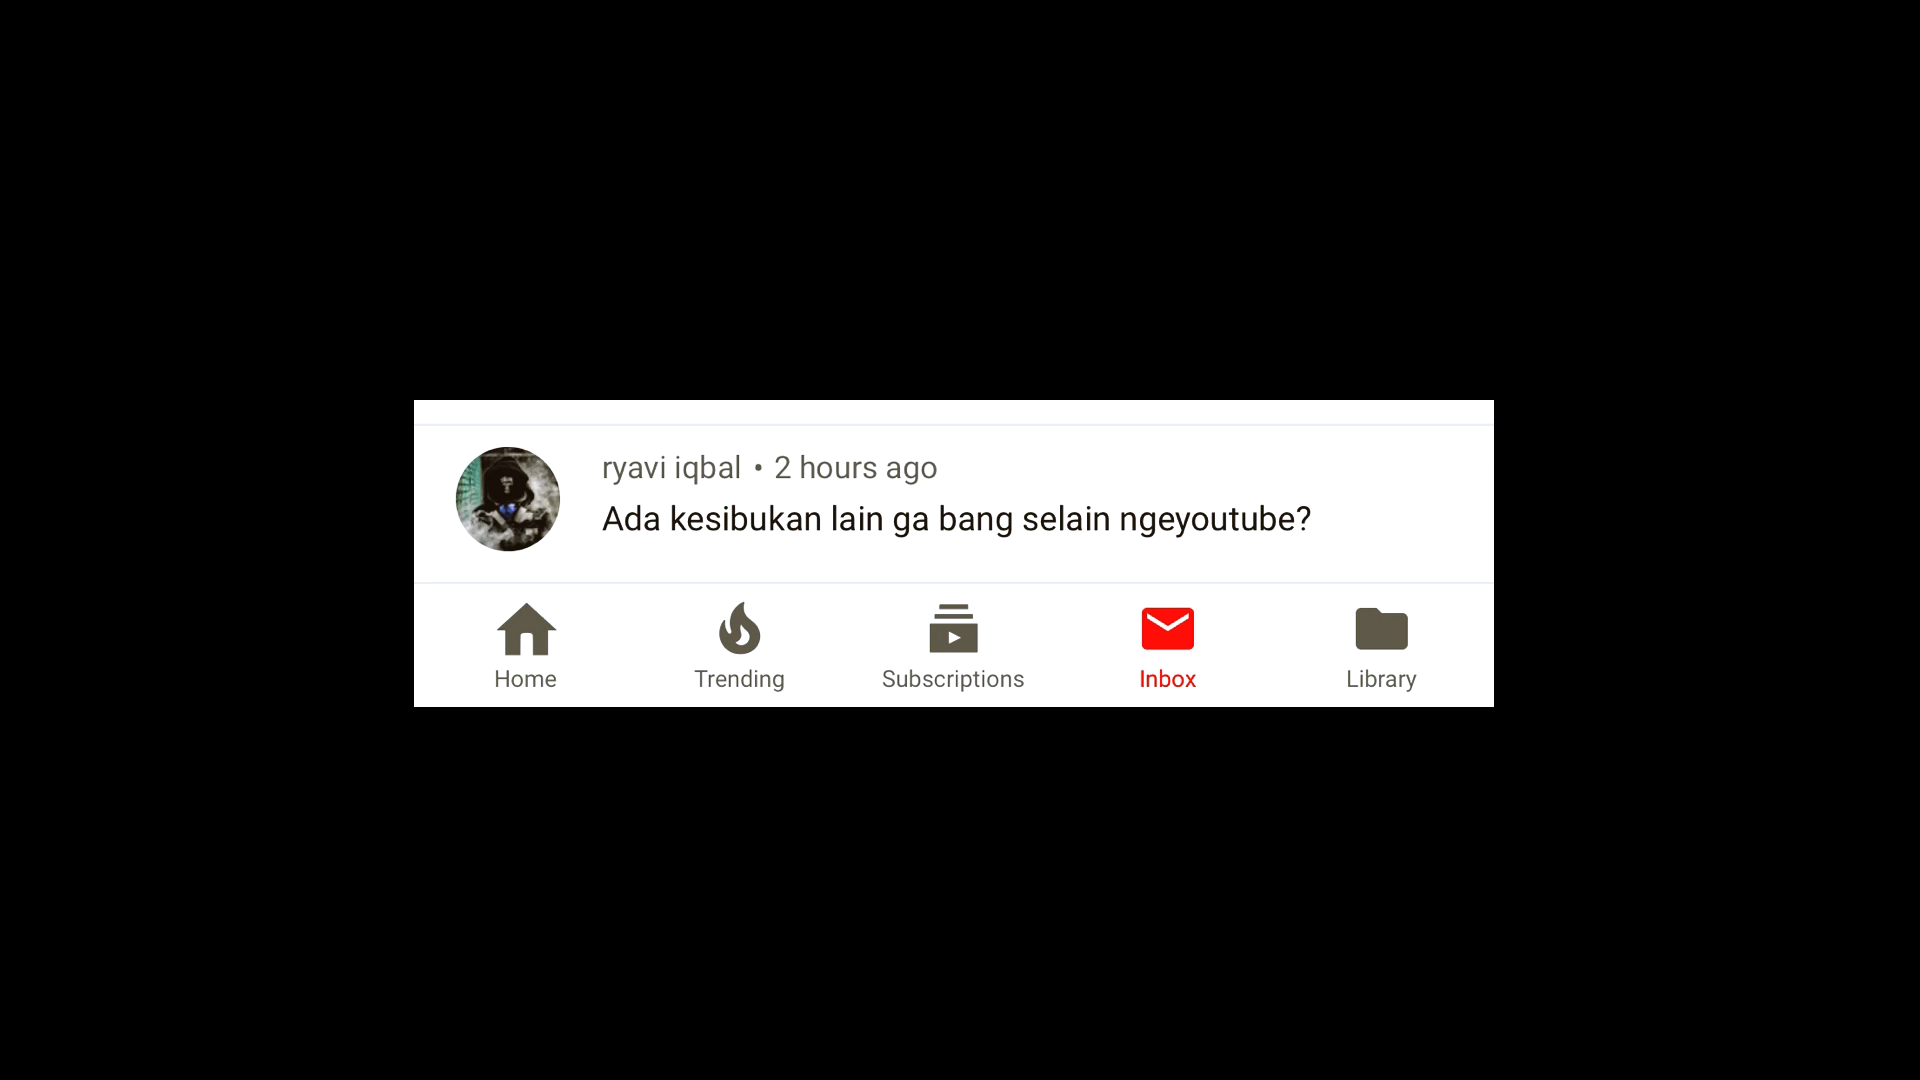 ryavi iqbal • 2 hours ago
Ada kesibukan lain ga bang selain ngeyoutube?
Home Trending Subscriptions Inbox Library